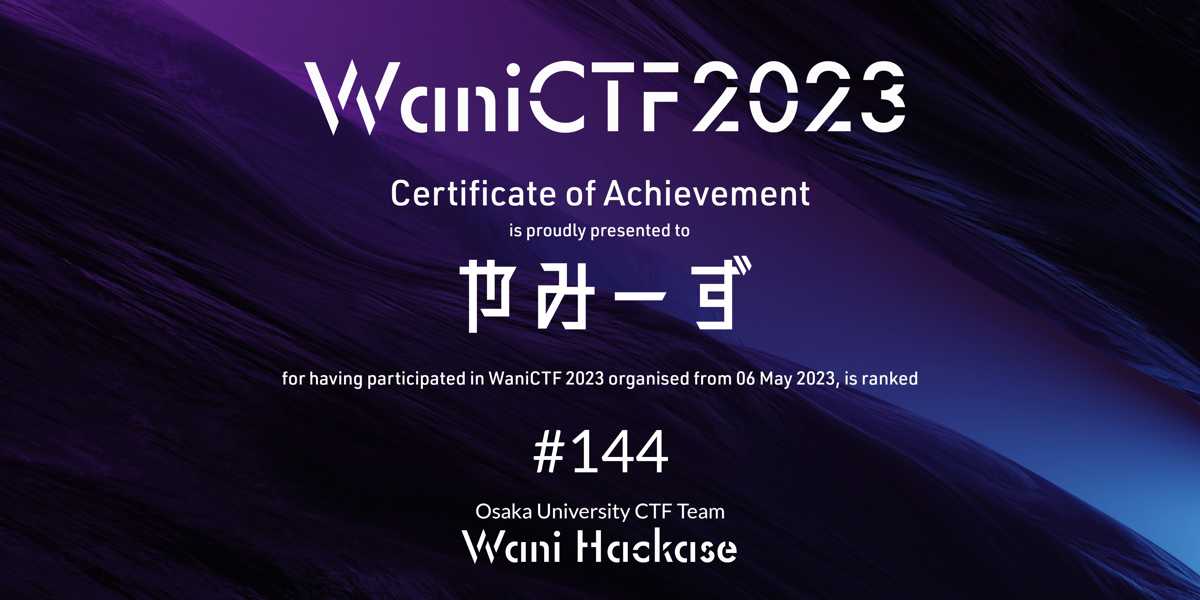 WaniCTF2023
Certificate of Achievement
is proudly presented to
やみーず
for having participated in WaniCTF 2023 organised from 06 May 2023, is ranked
#144
Osaka University CTF Team
Wani Hackase